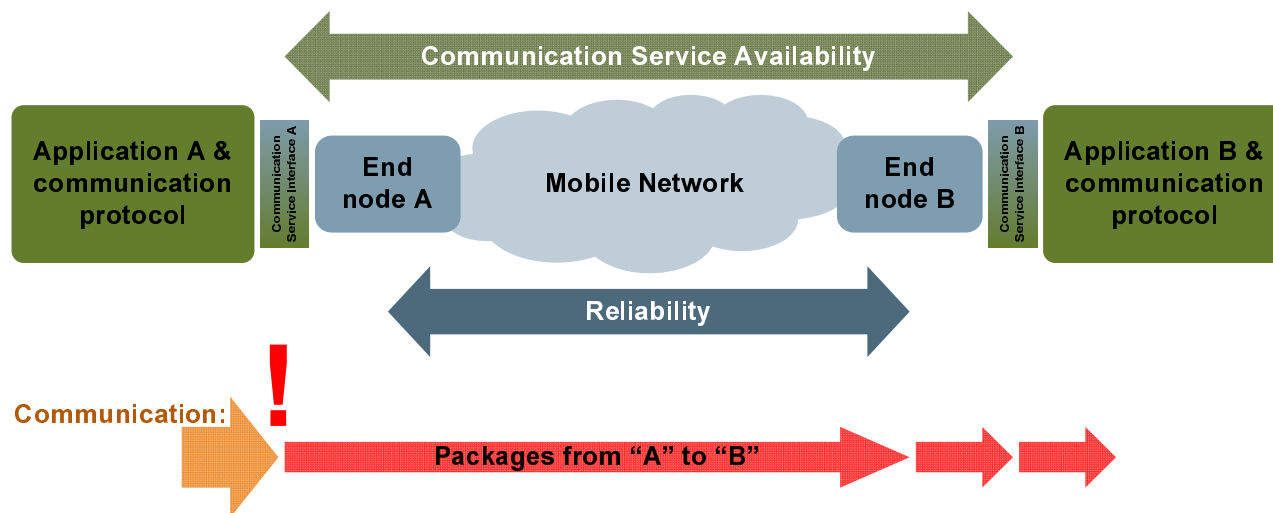 Communication Service Availability
Application A &
communication
protocol
Communication
Service Interface A
End
node A
Mobile Network
End
node B
Communication
Service Interface B
Application B &
communication
protocol
Reliability
!
Communication:
Packages from “A” to “B”